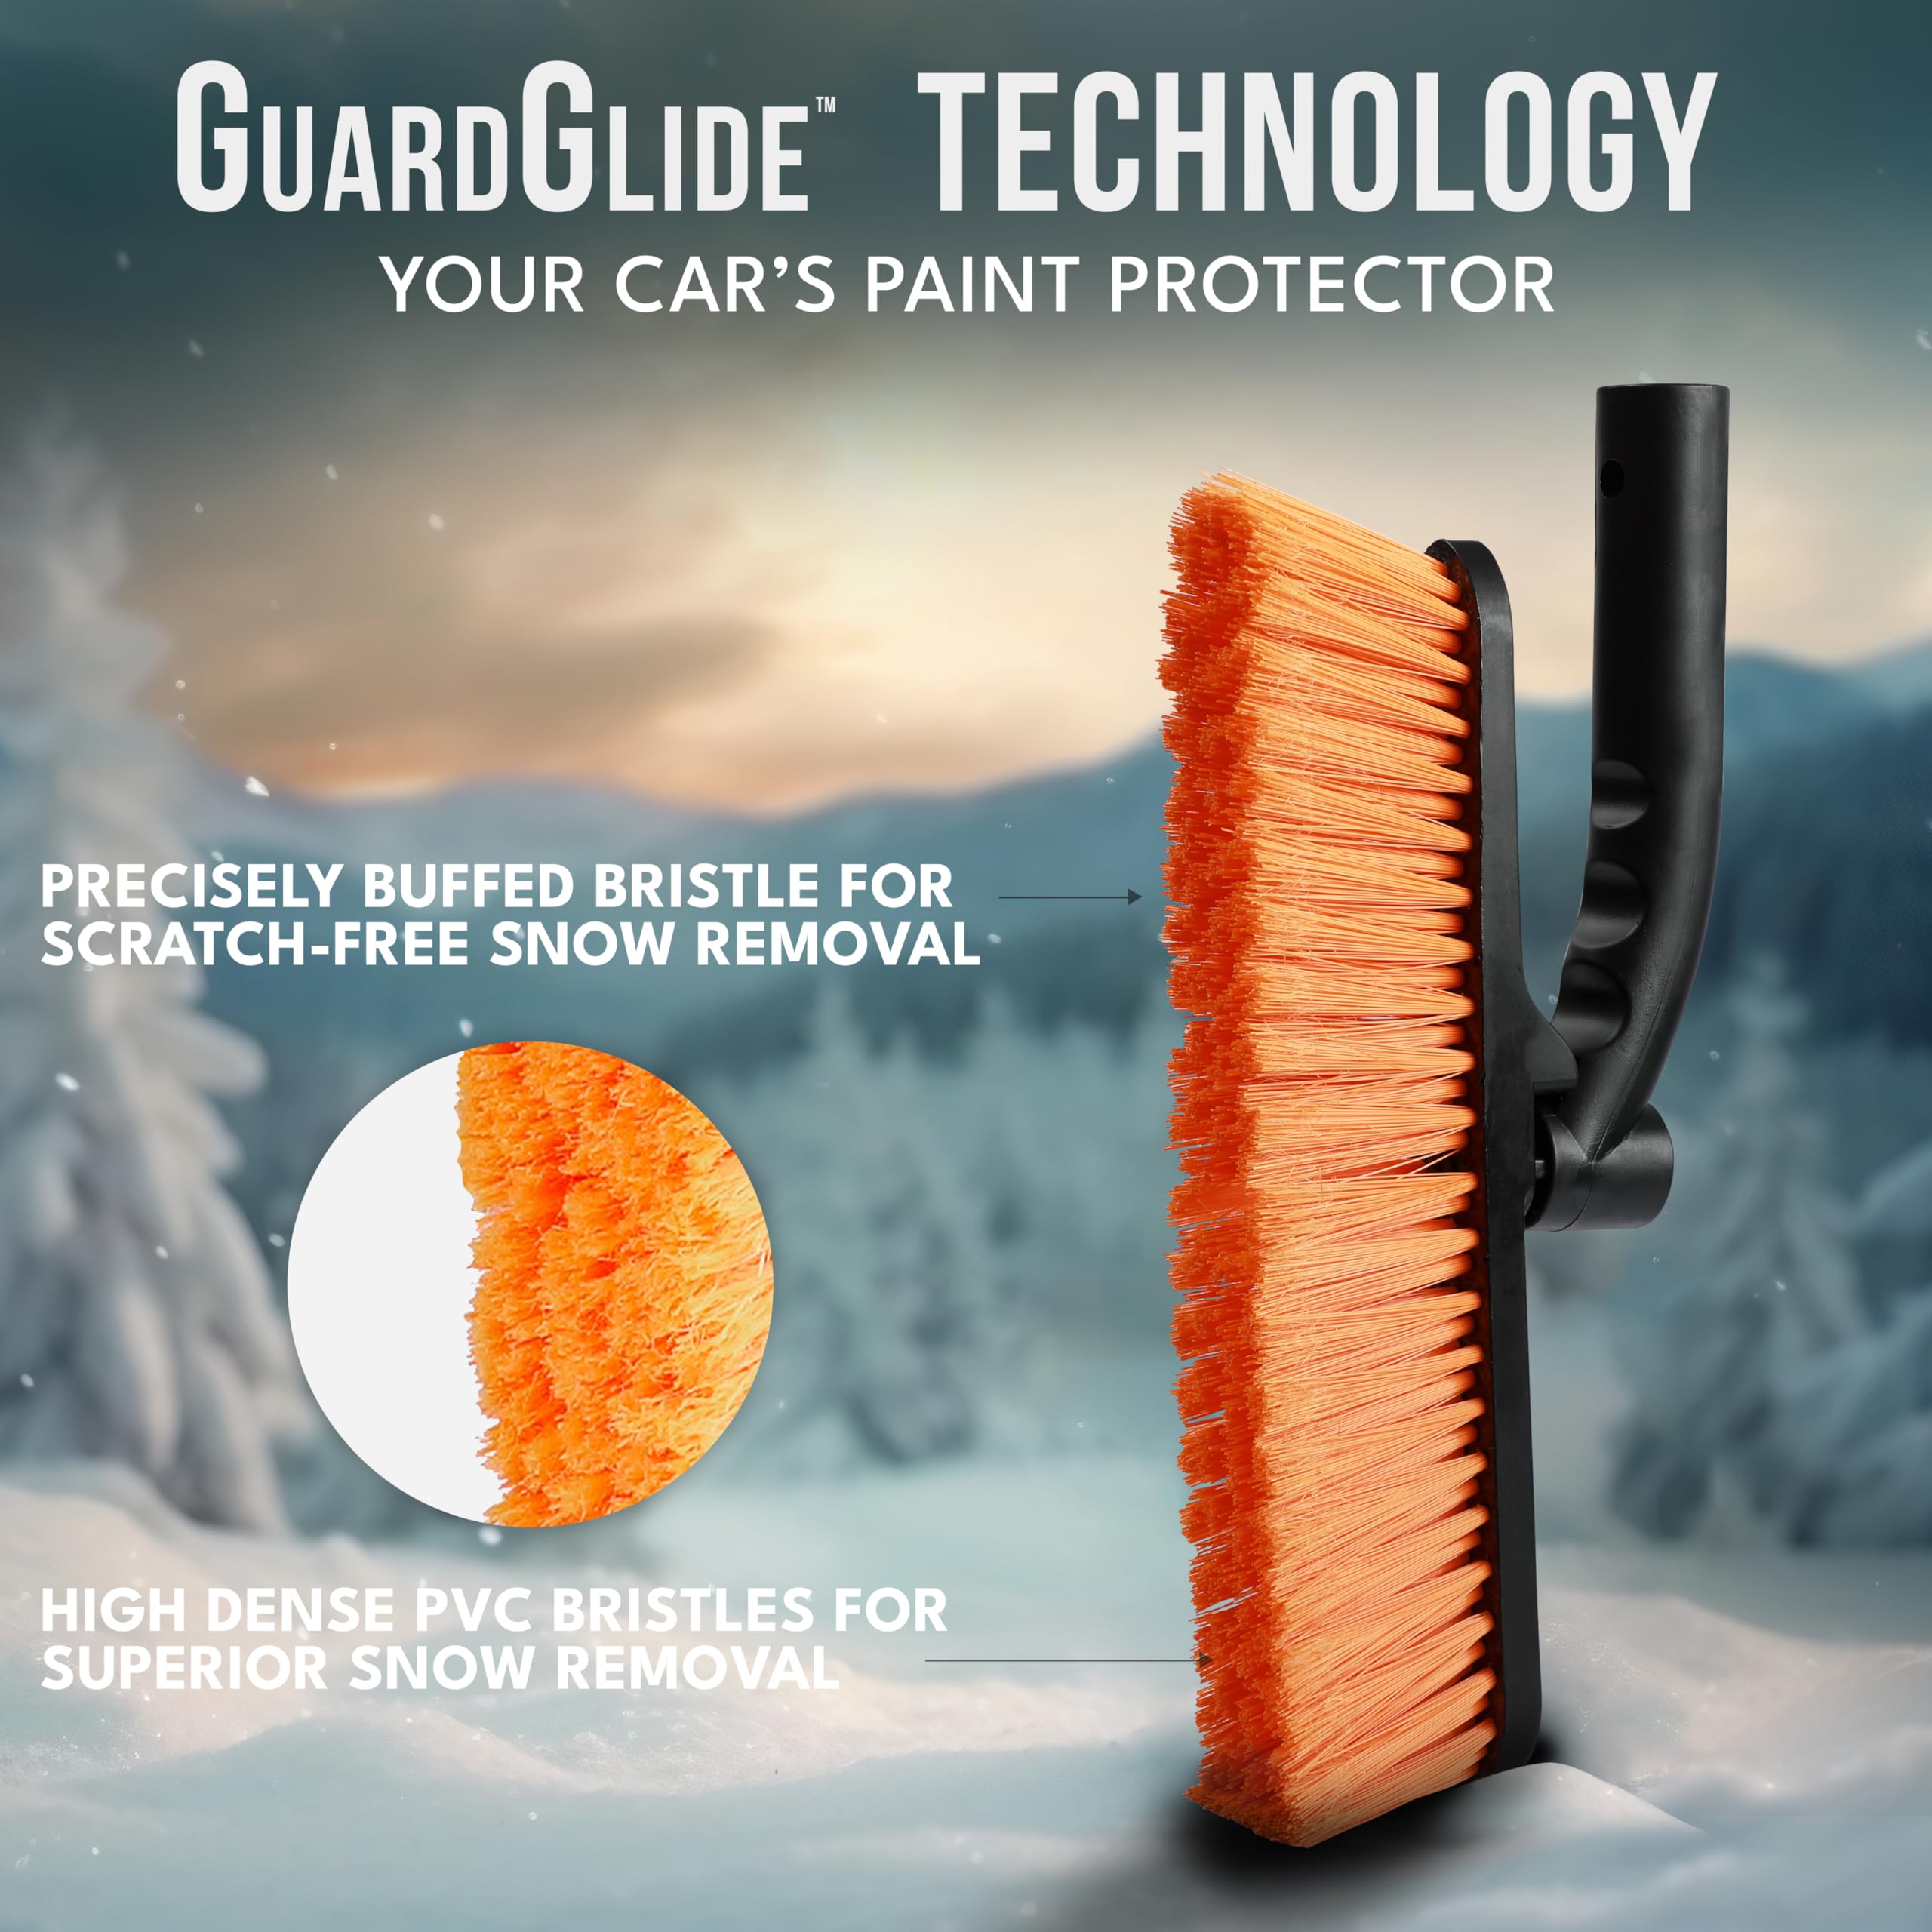 GUARDGLIDE™ TECHNOLOGY
YOUR CAR'S PAINT PROTECTOR
PRECISELY BUFFED BRISTLE FOR
SCRATCH-FREE SNOW REMOVAL
HIGH DENSE PVC BRISTLES FOR
SUPERIOR SNOW REMOVAL